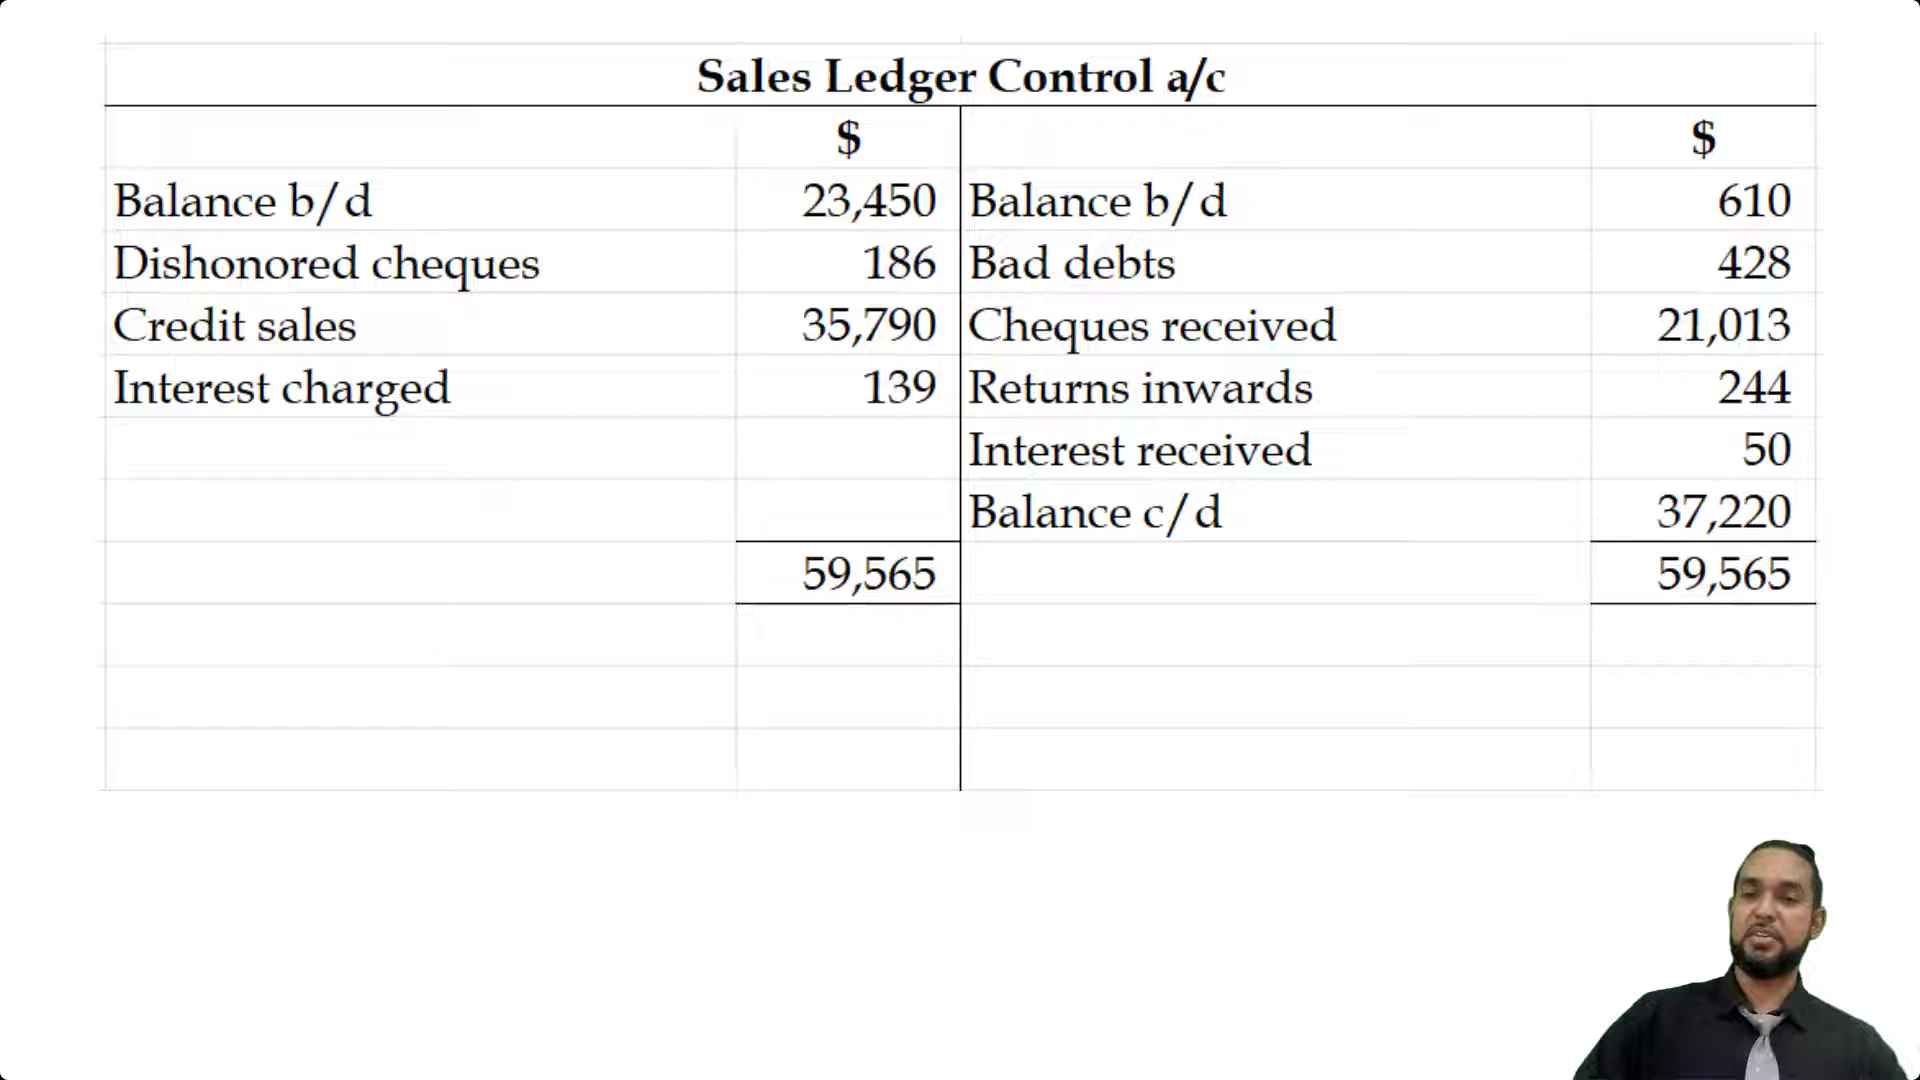 Sales Ledger Control a/c
$ $
Balance b/d 23,450 Balance b/d 610
Dishonored cheques 186 Bad debts 428
Credit sales 35,790 Cheques received 21,013
Interest charged 139 Returns inwards 244
Interest received 50
Balance c/d 37,220
59,565 59,565